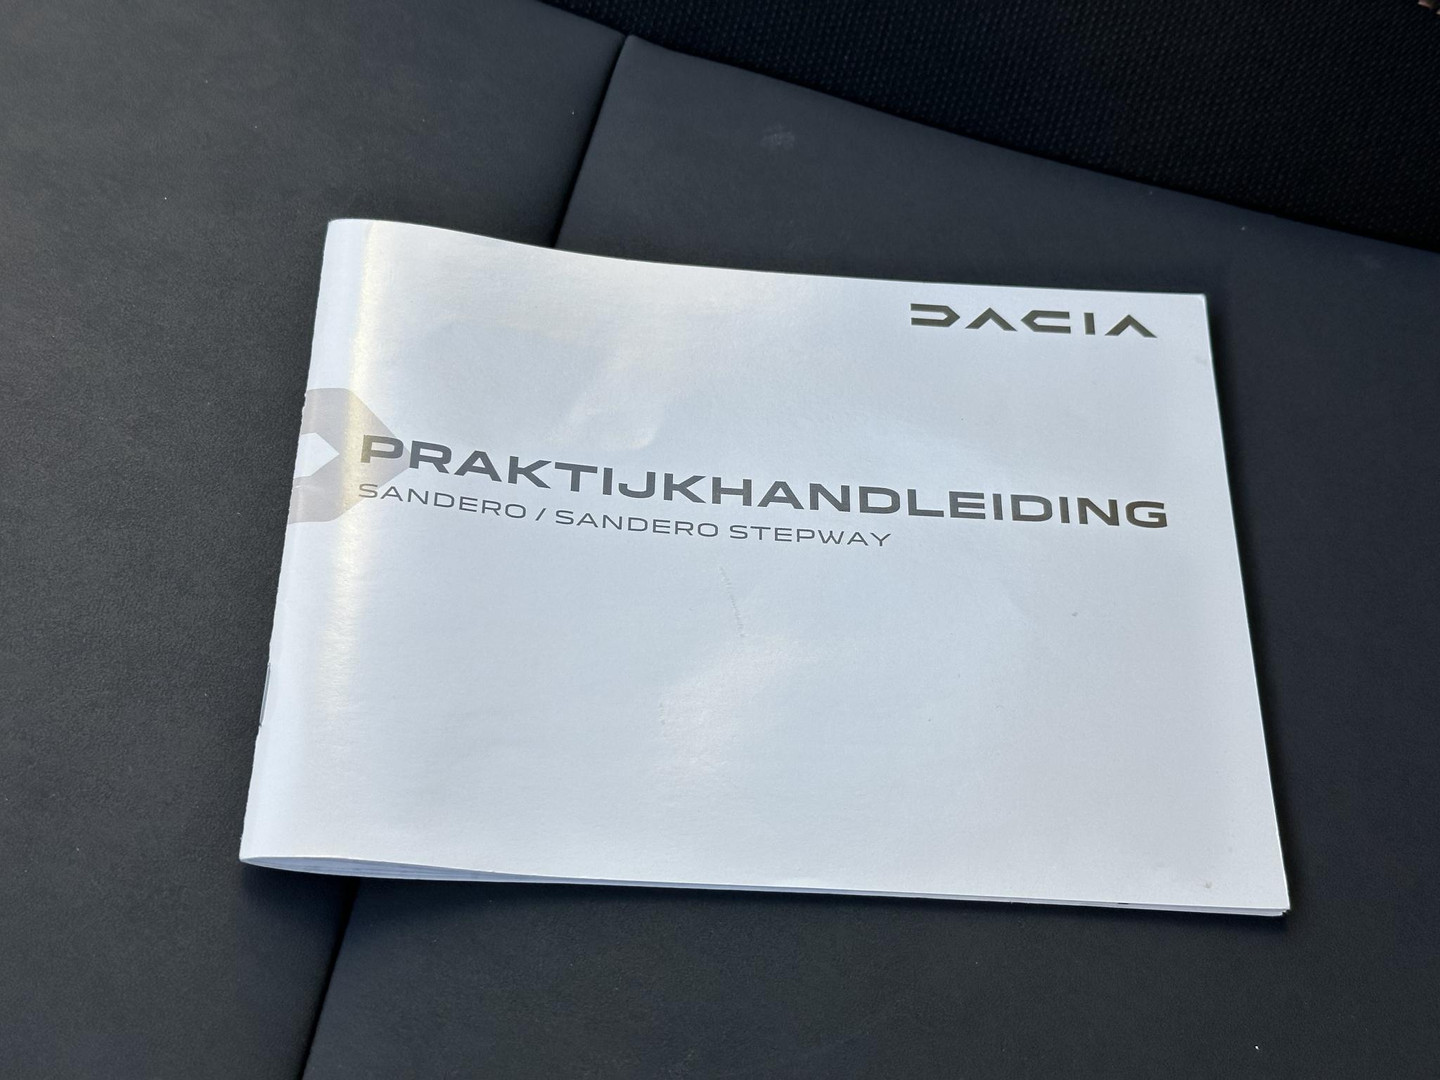 DACIA
PRAKTIJKHANDLEIDING
SANDERO / SANDERO STEPWAY